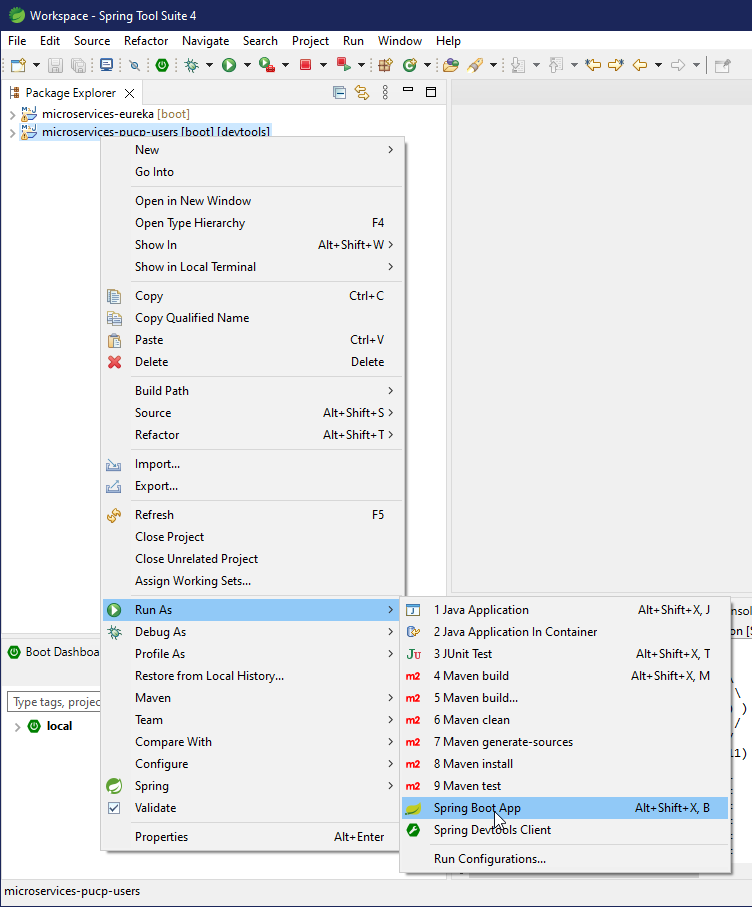 Workspace - Spring Tool Suite 4
File Edit Source Refactor Navigate Search Project Run Window Help
Package Explorer
microservices-eureka [boot]
microservices-pucp-users [boot] [devtools]
New
Go Into
Open in New Window
Open Type Hierarchy F4
Show In Alt+Shift+W
Show in Local Terminal
Copy Ctrl+C
Copy Qualified Name
Paste Ctrl+V
Delete Delete
Build Path
Source Alt+Shift+S
Refactor Alt+Shift+T
Import...
Export...
Refresh F5
Close Project
Close Unrelated Project
Assign Working Sets...
Run As
Debug As
Profile As
Restore from Local History...
Maven
Team
Compare With
Configure
Spring
Validate
Properties Alt+Enter
1 Java Application Alt+Shift+X, J
2 Java Application In Container
3 JUnit Test Alt+Shift+X, T
4 Maven build Alt+Shift+X, M
5 Maven build...
6 Maven clean
7 Maven generate-sources
8 Maven install
9 Maven test
Spring Boot App Alt+Shift+X, B
Spring Devtools Client
Run Configurations...
Boot Dashboa
Type tags, projec
local
microservices-pucp-users